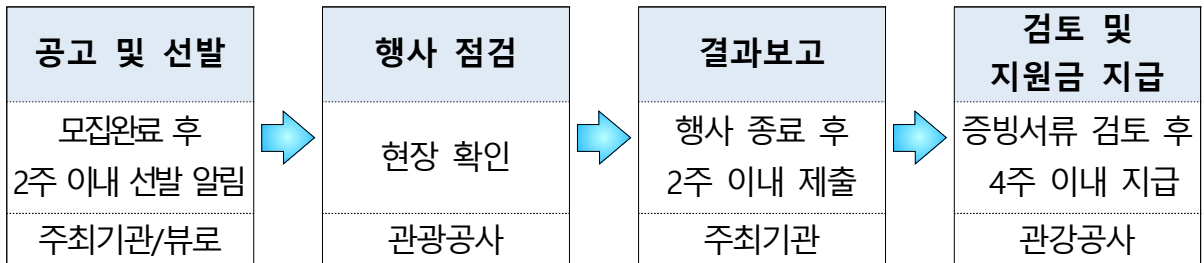 공고 및 선발
모집완료 후
2주 이내 선발 알림
주최기관/뷰로
행사 점검
현장 확인
관광공사
결과보고
행사 종료 후
2주 이내 제출
주최기관
검토 및
지원금 지급
증빙서류 검토 후
4주 이내 지급
관강공사